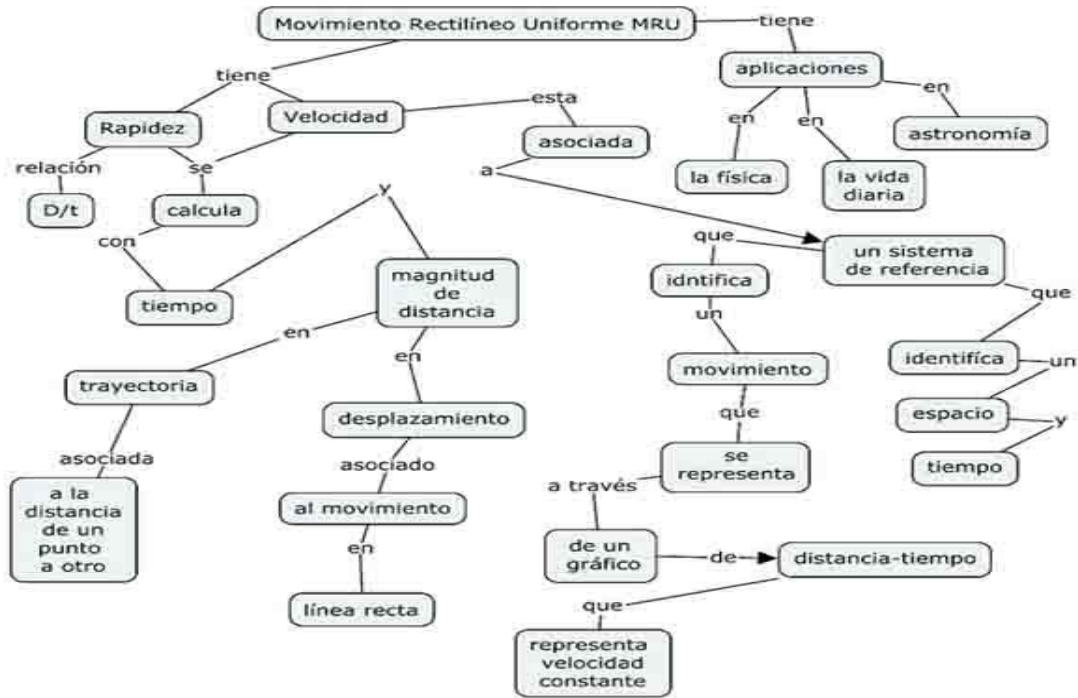 Movimiento Rectilíneo Uniforme MRU
tiene
tiene
aplicaciones
en
en
en
la física
la vida
diaria
astronomía
Rapidez
Velocidad
relación
D/t
se
calcula
con
tiempo
y
magnitud
de
distancia
en
trayectoria
asociada
a la
distancia
de un
punto
a otro
en
desplazamiento
asociado
al movimiento
en
línea recta
esta
asociada
a
un sistema
de referencia
que
idntifica
un
movimiento
que
se
representa
a través
de un
gráfico
de
distancia-tiempo
que
representa
velocidad
constante
que
identifíca
un
espacio
y
tiempo